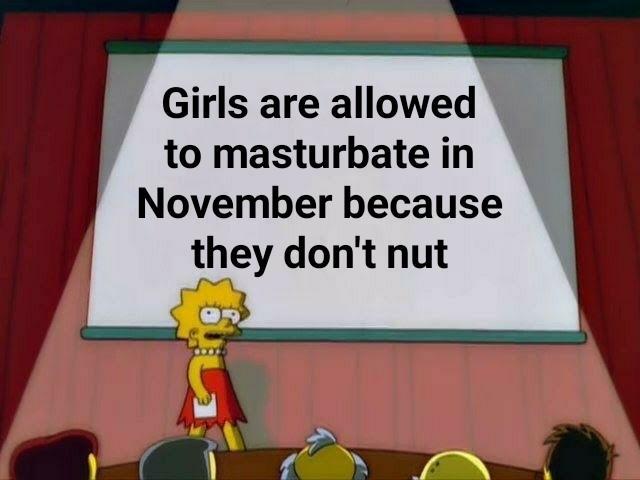 Girls are allowed
to masturbate in
November because
they don't nut